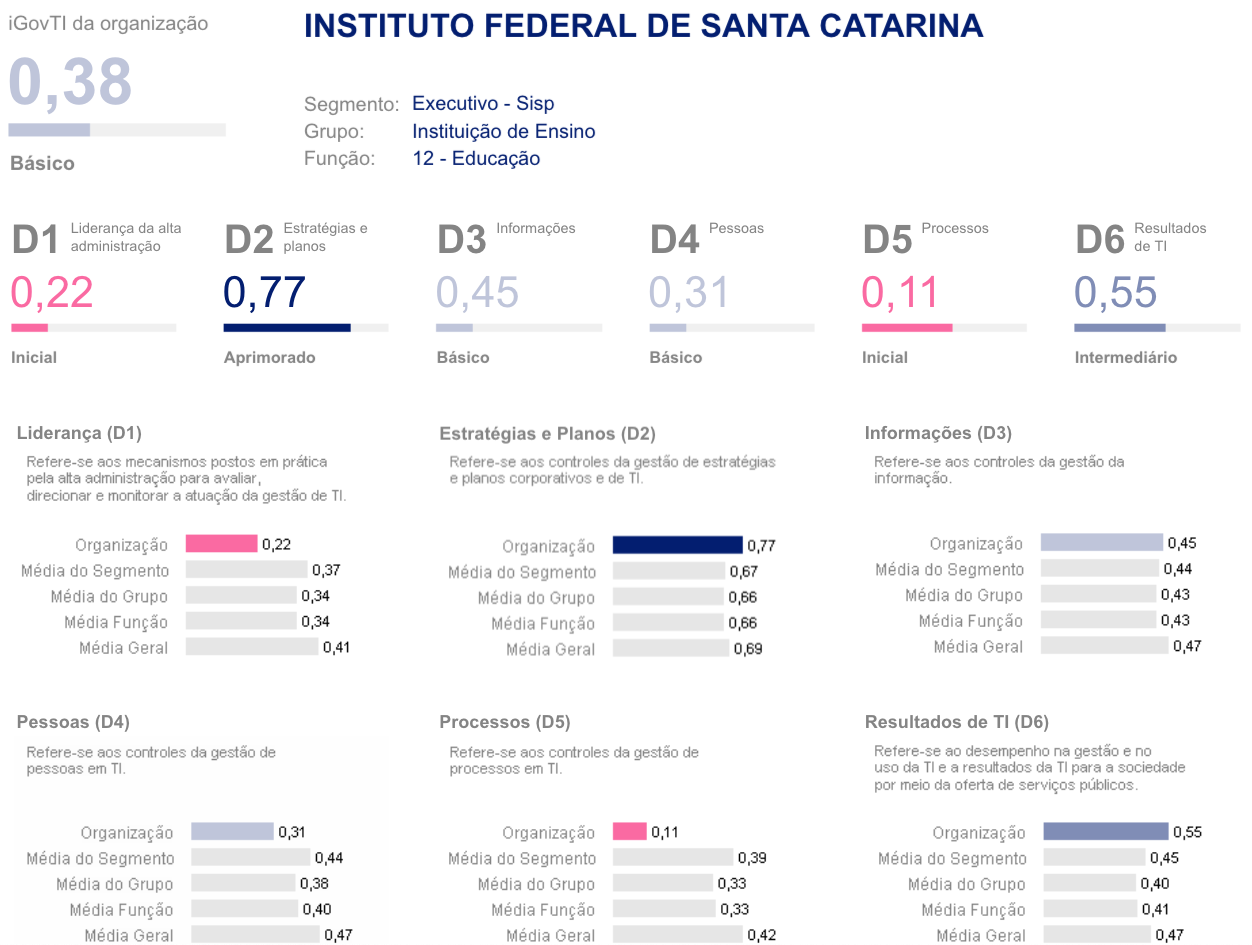 iGovTI da organização
0,38
Básico
INSTITUTO FEDERAL DE SANTA CATARINA
Segmento: Executivo - Sisp
Grupo: Instituição de Ensino
Função: 12 - Educação
D1 Liderança da alta administração
0,22
Inicial
D2 Estratégias e planos
0,77
Aprimorado
D3 Informações
0,45
Básico
D4 Pessoas
0,31
Básico
D5 Processos
0,11
Inicial
D6 Resultados de TI
0,55
Intermediário
Liderança (D1)
Refere-se aos mecanismos postos em prática
pela alta administração para avaliar,
direcionar e monitorar a atuação da gestão de TI.
Organização 0,22
Média do Segmento 0,37
Média do Grupo 0,34
Média Função 0,34
Média Geral 0,41
Estratégias e Planos (D2)
Refere-se aos controles da gestão de estratégias
e planos corporativos e de TI.
Organização 0,77
Média do Segmento 0,67
Média do Grupo 0,66
Média Função 0,66
Média Geral 0,69
Informações (D3)
Refere-se aos controles da gestão da
informação.
Organização 0,45
Média do Segmento 0,44
Média do Grupo 0,43
Média Função 0,43
Média Geral 0,47
Pessoas (D4)
Refere-se aos controles da gestão de
pessoas em TI.
Organização 0,31
Média do Segmento 0,44
Média do Grupo 0,38
Média Função 0,40
Média Geral 0,47
Processos (D5)
Refere-se aos controles da gestão de
processos em TI.
Organização 0,11
Média do Segmento 0,39
Média do Grupo 0,33
Média Função 0,33
Média Geral 0,42
Resultados de TI (D6)
Refere-se ao desempenho na gestão e no
uso da TI e a resultados da TI para a sociedade
por meio da oferta de serviços públicos.
Organização 0,55
Média do Segmento 0,45
Média do Grupo 0,40
Média Função 0,41
Média Geral 0,47